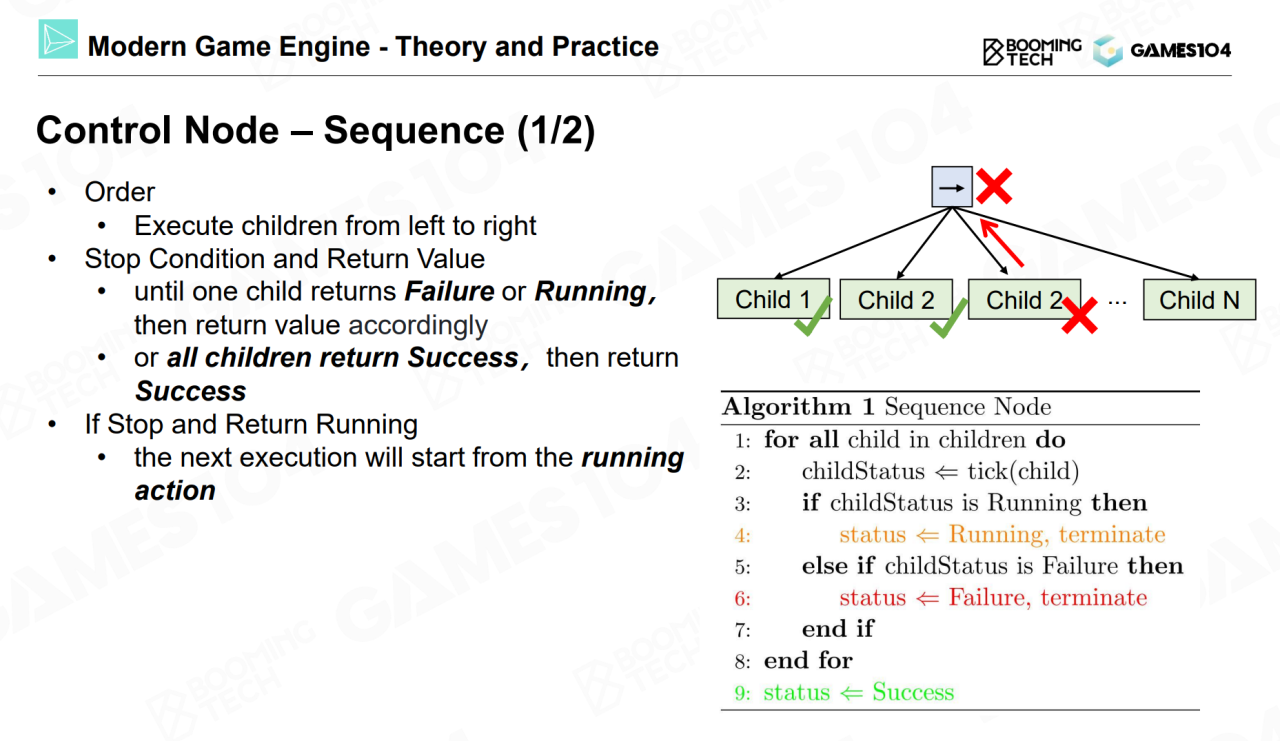 Modern Game Engine - Theory and Practice
BOOMING
TECH
GAMES104
Control Node – Sequence (1/2)
• Order
• Execute children from left to right
• Stop Condition and Return Value
• until one child returns Failure or Running,
then return value accordingly
• or all children return Success, then return
Success
• If Stop and Return Running
• the next execution will start from the running
action
→
Child 1
Child 2
Child 2
...
Child N
Algorithm 1 Sequence Node
1: for all child in children do
2: childStatus ⇐ tick(child)
3: if childStatus is Running then
4: status ⇐ Running, terminate
5: else if childStatus is Failure then
6: status ⇐ Failure, terminate
7: end if
8: end for
9: status ⇐ Success